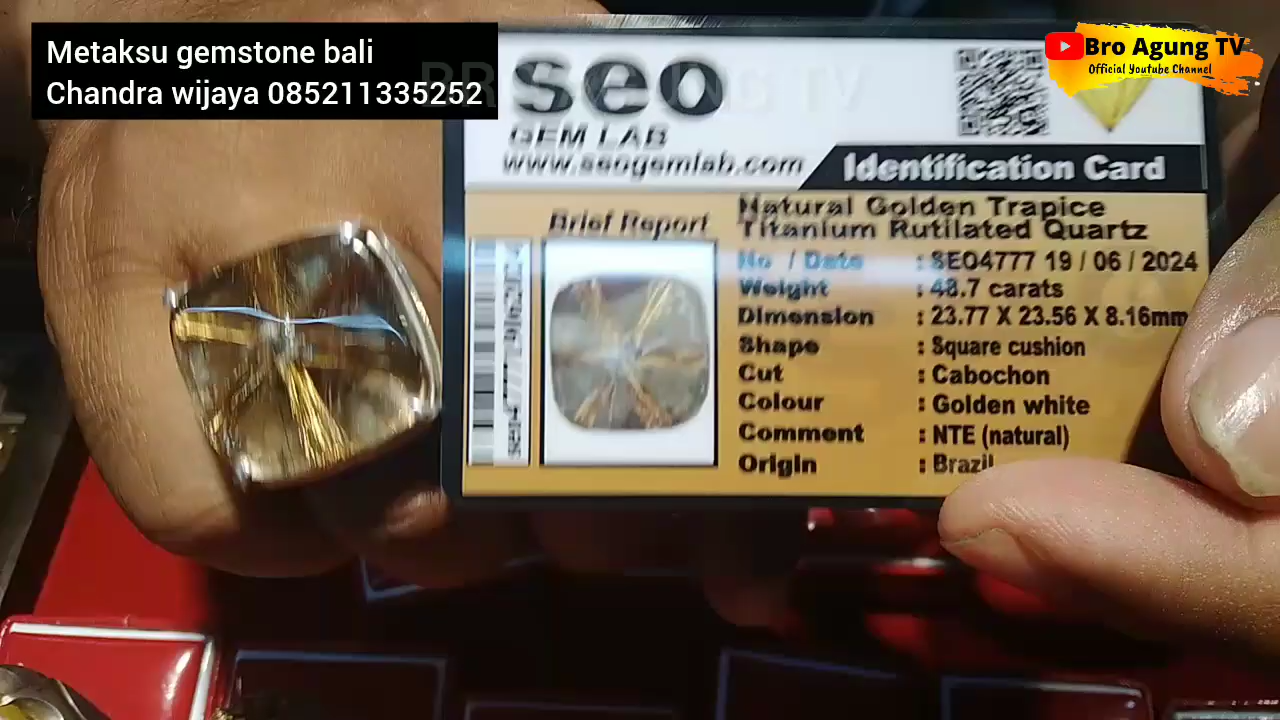 Metaksu gemstone bali
Chandra wijaya 085211335252
Bro Agung TV
Official Youtube Channel
seo
GEM LAB
www.seogemlab.com
Identification Card
Brief Report
Natural Golden Trapice
Titanium Rutilated Quartz
No / Date : SEO4777 19 / 06 / 2024
Weight : 48.7 carats
Dimension : 23.77 X 23.56 X 8.16mm
Shape : Square cushion
Cut : Cabochon
Colour : Golden white
Comment : NTE (natural)
Origin : Brazil